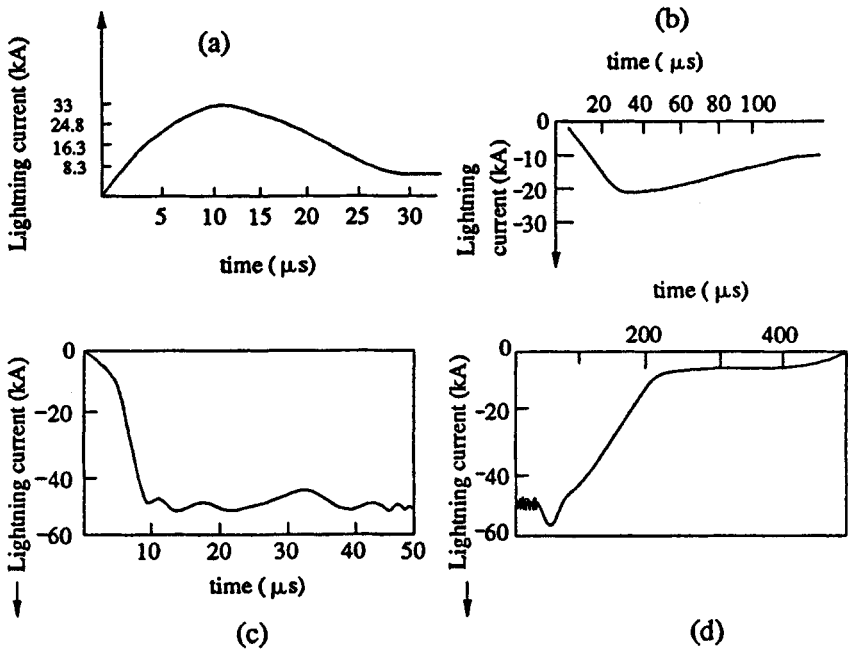 (a)
Lightning current (kA)
33
24.8
16.3
8.3
5 10 15 20 25 30
time ( μs)
(b)
time ( μs)
20 40 60 80 100
Lightning
current (kA)
0
-10
-20
-30
(c)
Lightning current (kA)
0
-20
-40
-60
10 20 30 40 50
time ( μs)
(d)
time ( μs)
200 400
Lightning current (kA)
0
-20
-40
-60